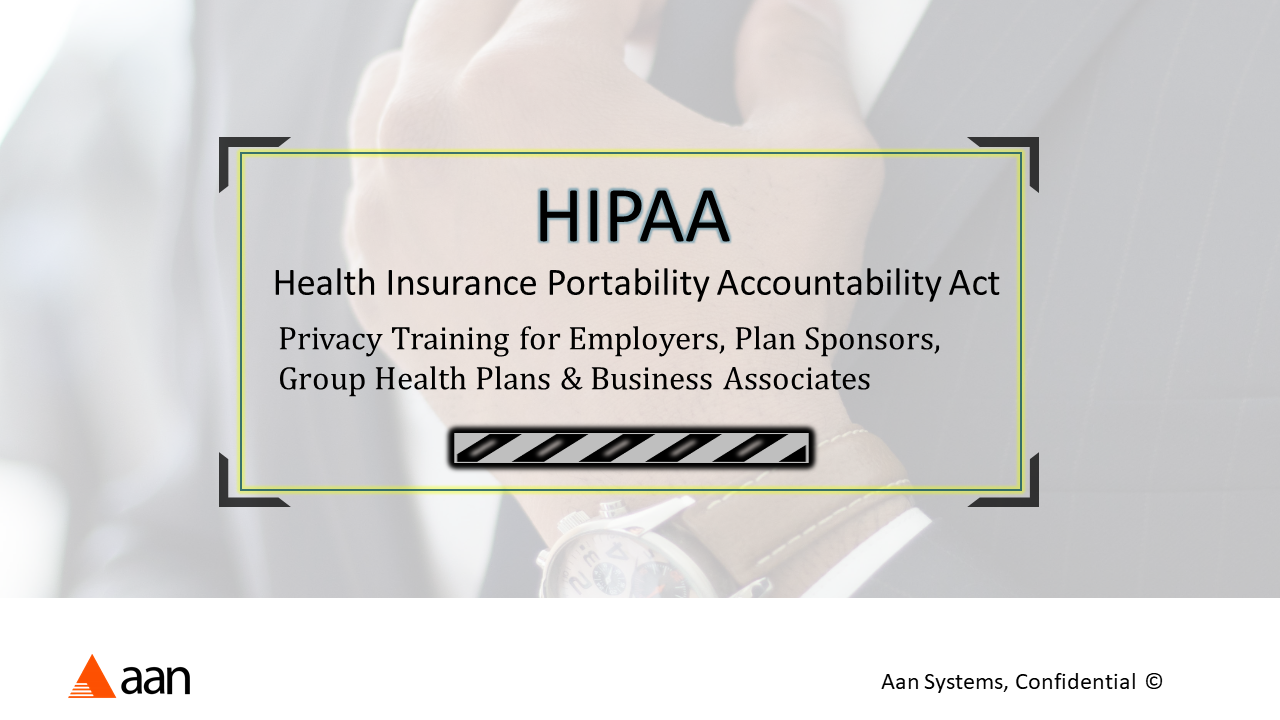 HIPAA
Health Insurance Portability Accountability Act
Privacy Training for Employers, Plan Sponsors,
Group Health Plans & Business Associates
aan
Aan Systems, Confidential ©